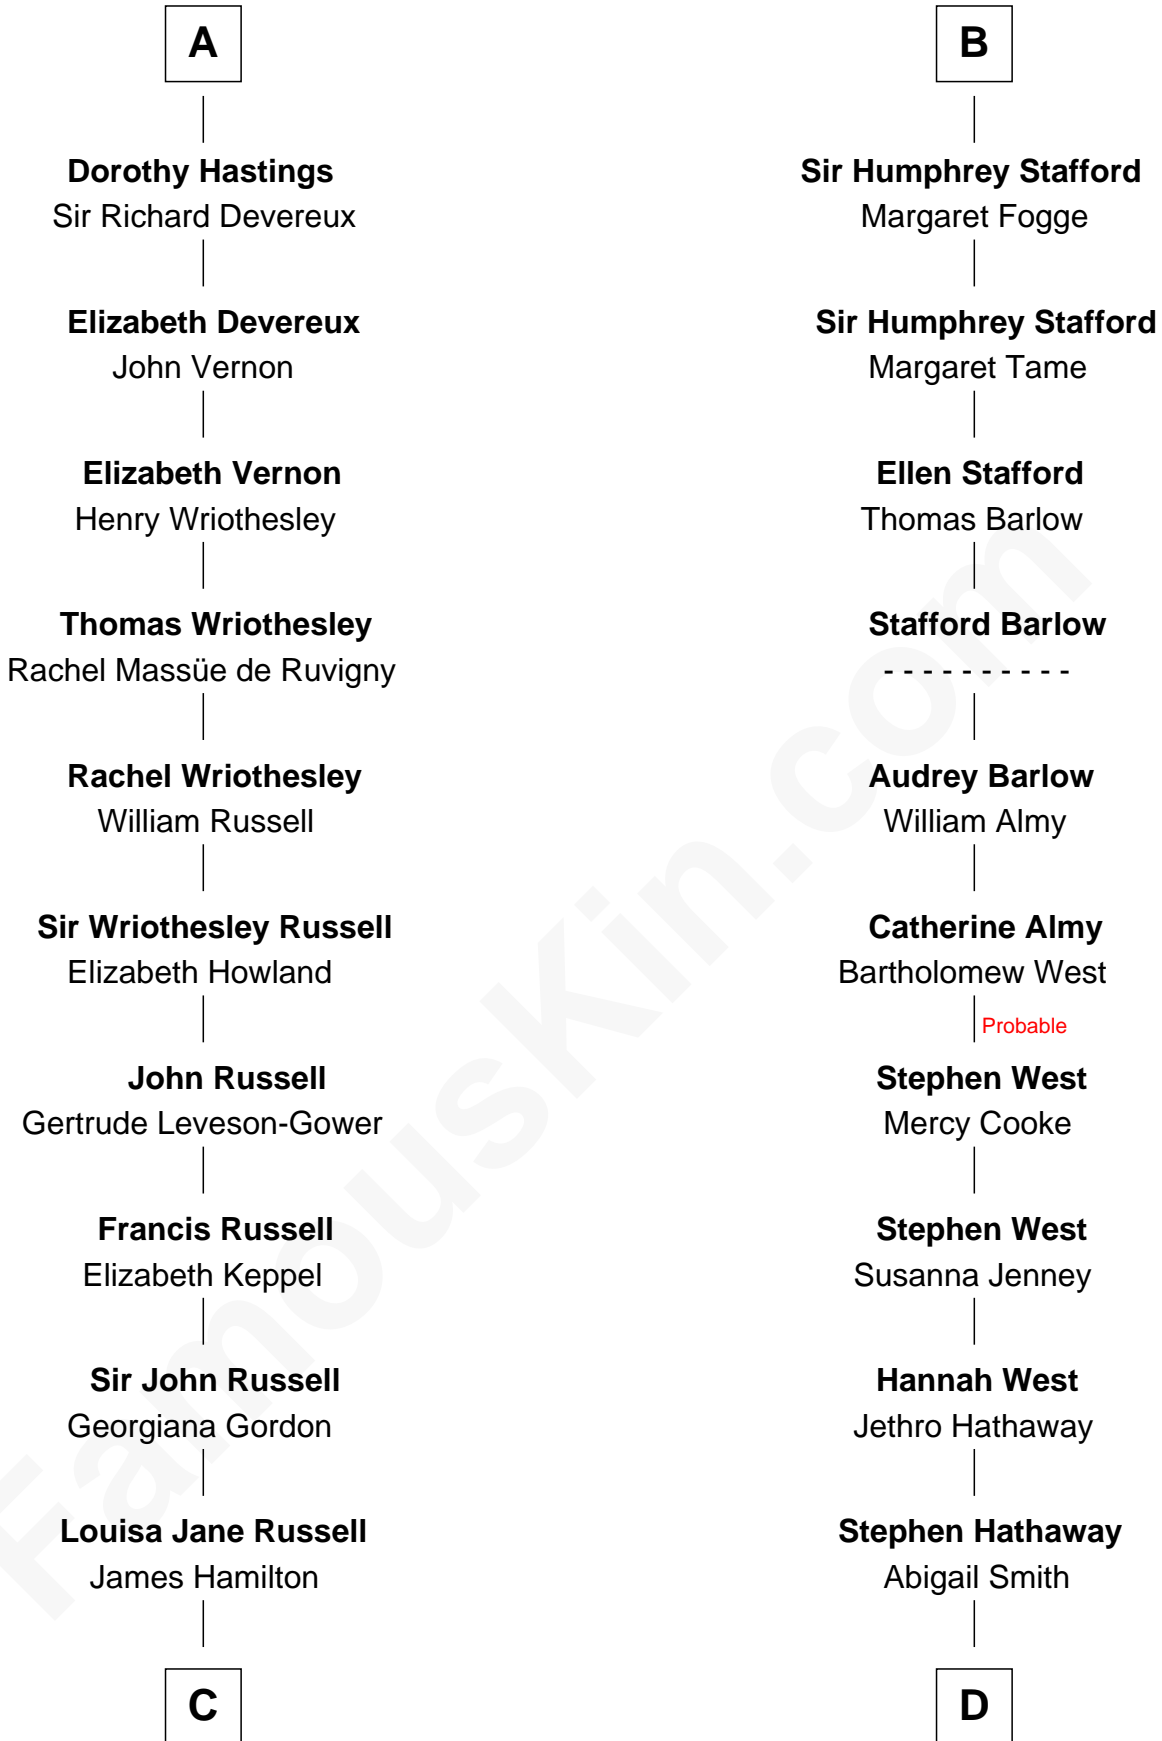 A
Dorothy Hastings
Sir Richard Devereux
Elizabeth Devereux
John Vernon
Elizabeth Vernon
Henry Wriothesley
Thomas Wriothesley
Rachel Massüe de Ruvigny
Rachel Wriothesley
William Russell
Sir Wriothesley Russell
Elizabeth Howland
John Russell
Gertrude Leveson-Gower
Francis Russell
Elizabeth Keppel
Sir John Russell
Georgiana Gordon
Louisa Jane Russell
James Hamilton
C
B
Sir Humphrey Stafford
Margaret Fogge
Sir Humphrey Stafford
Margaret Tame
Ellen Stafford
Thomas Barlow
Stafford Barlow
- - - - - - - - - -
Audrey Barlow
William Almy
Catherine Almy
Bartholomew West
Probable
Stephen West
Mercy Cooke
Stephen West
Susanna Jenney
Hannah West
Jethro Hathaway
Stephen Hathaway
Abigail Smith
D
FamousKin.com